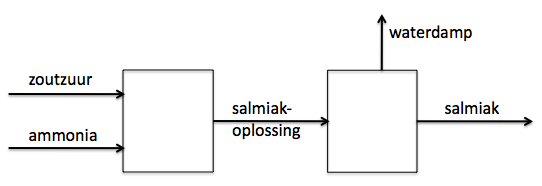 waterdamp
zoutzuur
salmiak-
oplossing
salmiak
ammonia